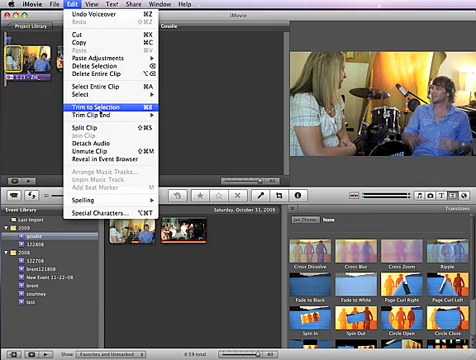 iMovie File Edit View Text Share Window Help
iMovie
Project Library
Goudie
Undo Voiceover ⌘Z
Redo ⇧⌘Z
Cut ⌘X
Copy ⌘C
Paste ⌘V
Paste Adjustments
Delete Selection
Delete Entire Clip
Select Entire Clip ⌘A
Select
Trim to Selection ⌘B
Trim Clip End
Split Clip ⇧⌘S
Join Clip
Detach Audio
Unmute Clip ⇧⌘M
Reveal in Event Browser
Arrange Music Tracks...
Unpin Music Track
Add Beat Marker M
Spelling
Special Characters... ⌥⌘T
All
Event Library
Saturday, October 31, 2009
Transitions
Last Import
2009
goudie
122808
2008
122708
brent121808
New Event 11-22-08
brent
courtney
test
Set Theme: None
Cross Dissolve Cross Blur Cross Zoom Ripple
Fade to Black Fade to White Page Curl Right Page Curl Left
Spin In Spin Out Circle Open Circle Close
Show: Favorites and Unmarked
8:59 total
All